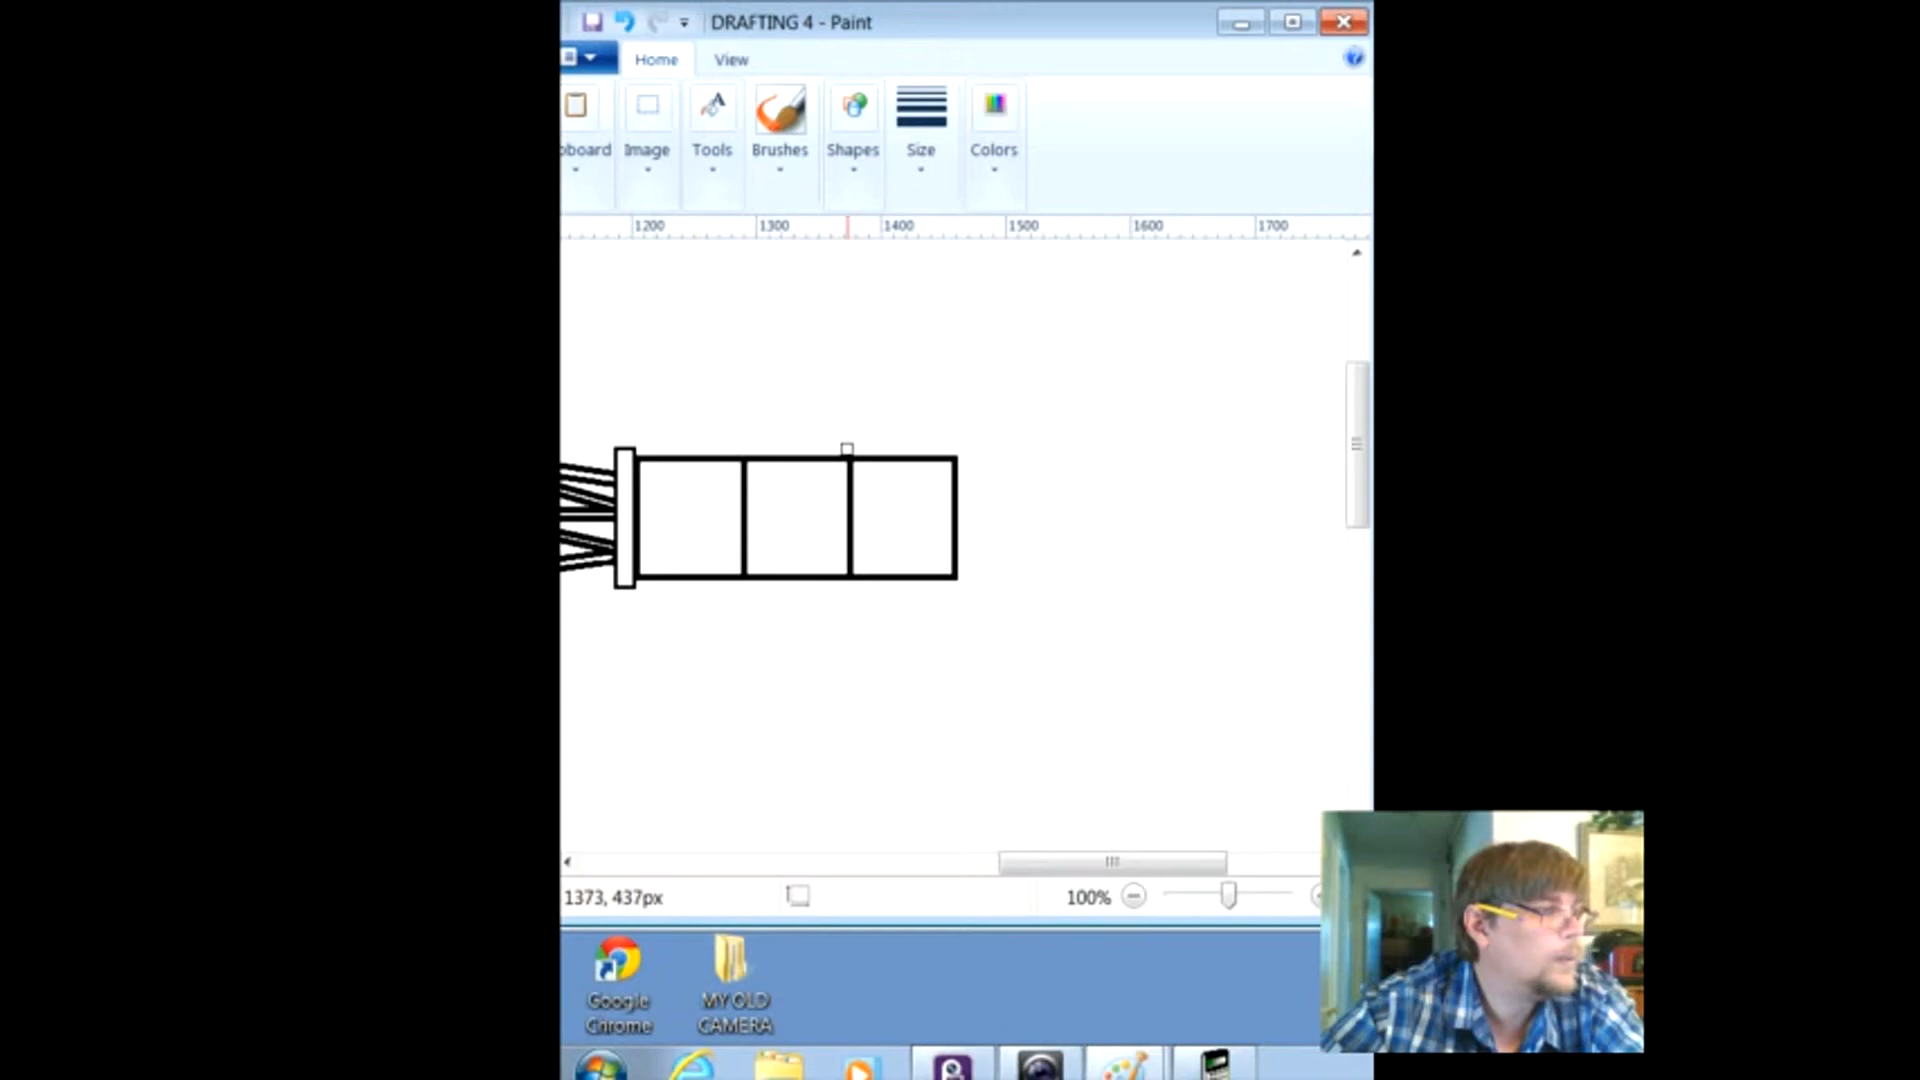 DRAFTING 4 - Paint
Home View
pboard Image Tools Brushes Shapes Size Colors
1200 1300 1400 1500 1600 1700
1373, 437px 100%
Google Chrome
MY OLD CAMERA